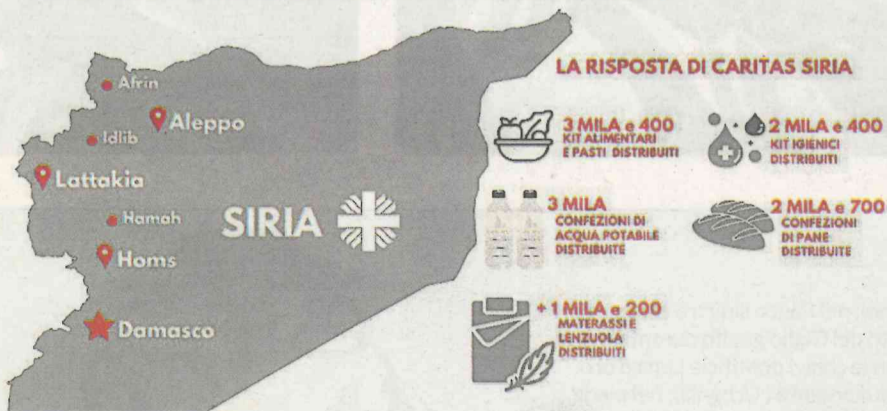 Afrin
Aleppo
Idlib
Lattakia
Hamah
SIRIA
Homs
Damasco
LA RISPOSTA DI CARITAS SIRIA
3 MILA e 400
KIT ALIMENTARI
E PASTI DISTRIBUITI
2 MILA e 400
KIT IGIENICI
DISTRIBUITI
3 MILA
CONFEZIONI DI
ACQUA POTABILE
DISTRIBUITE
2 MILA e 700
CONFEZIONI
DI PANE
DISTRIBUITE
+ 1 MILA e 200
MATERASSI E
LENZUOLA
DISTRIBUITI